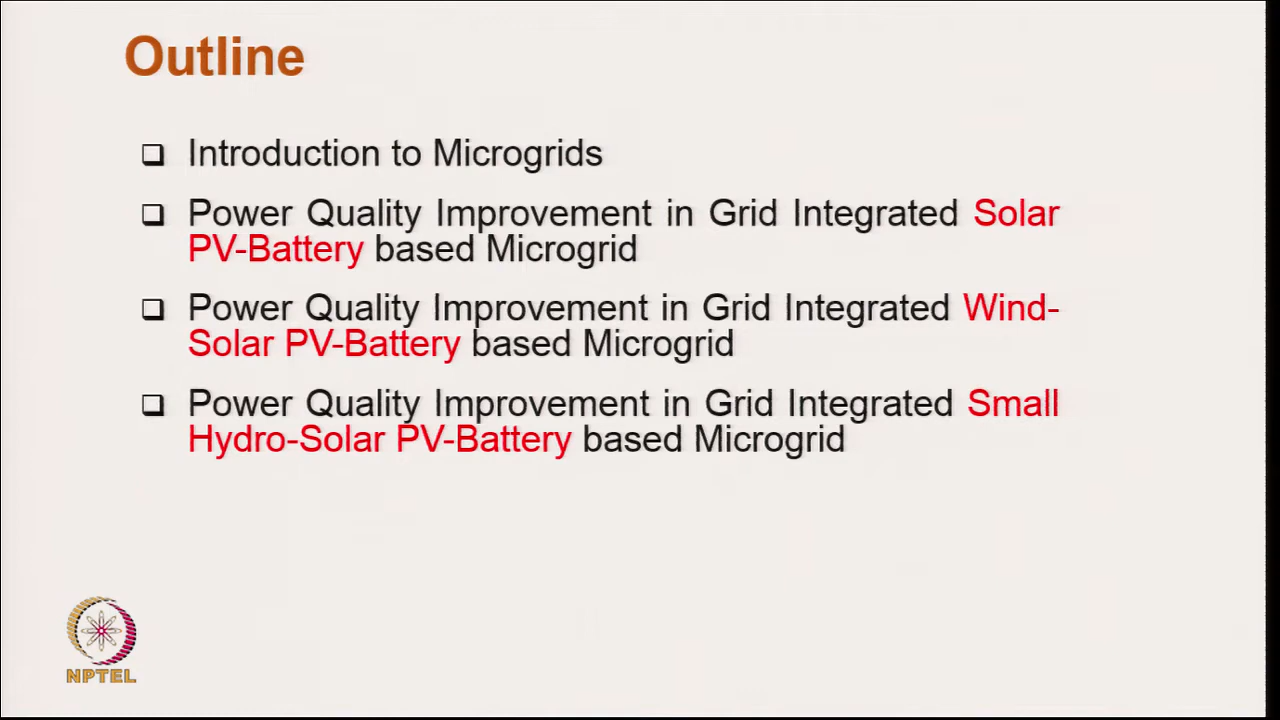 Outline
Introduction to Microgrids
Power Quality Improvement in Grid Integrated Solar
PV-Battery based Microgrid
Power Quality Improvement in Grid Integrated Wind-
Solar PV-Battery based Microgrid
Power Quality Improvement in Grid Integrated Small
Hydro-Solar PV-Battery based Microgrid
NPTEL